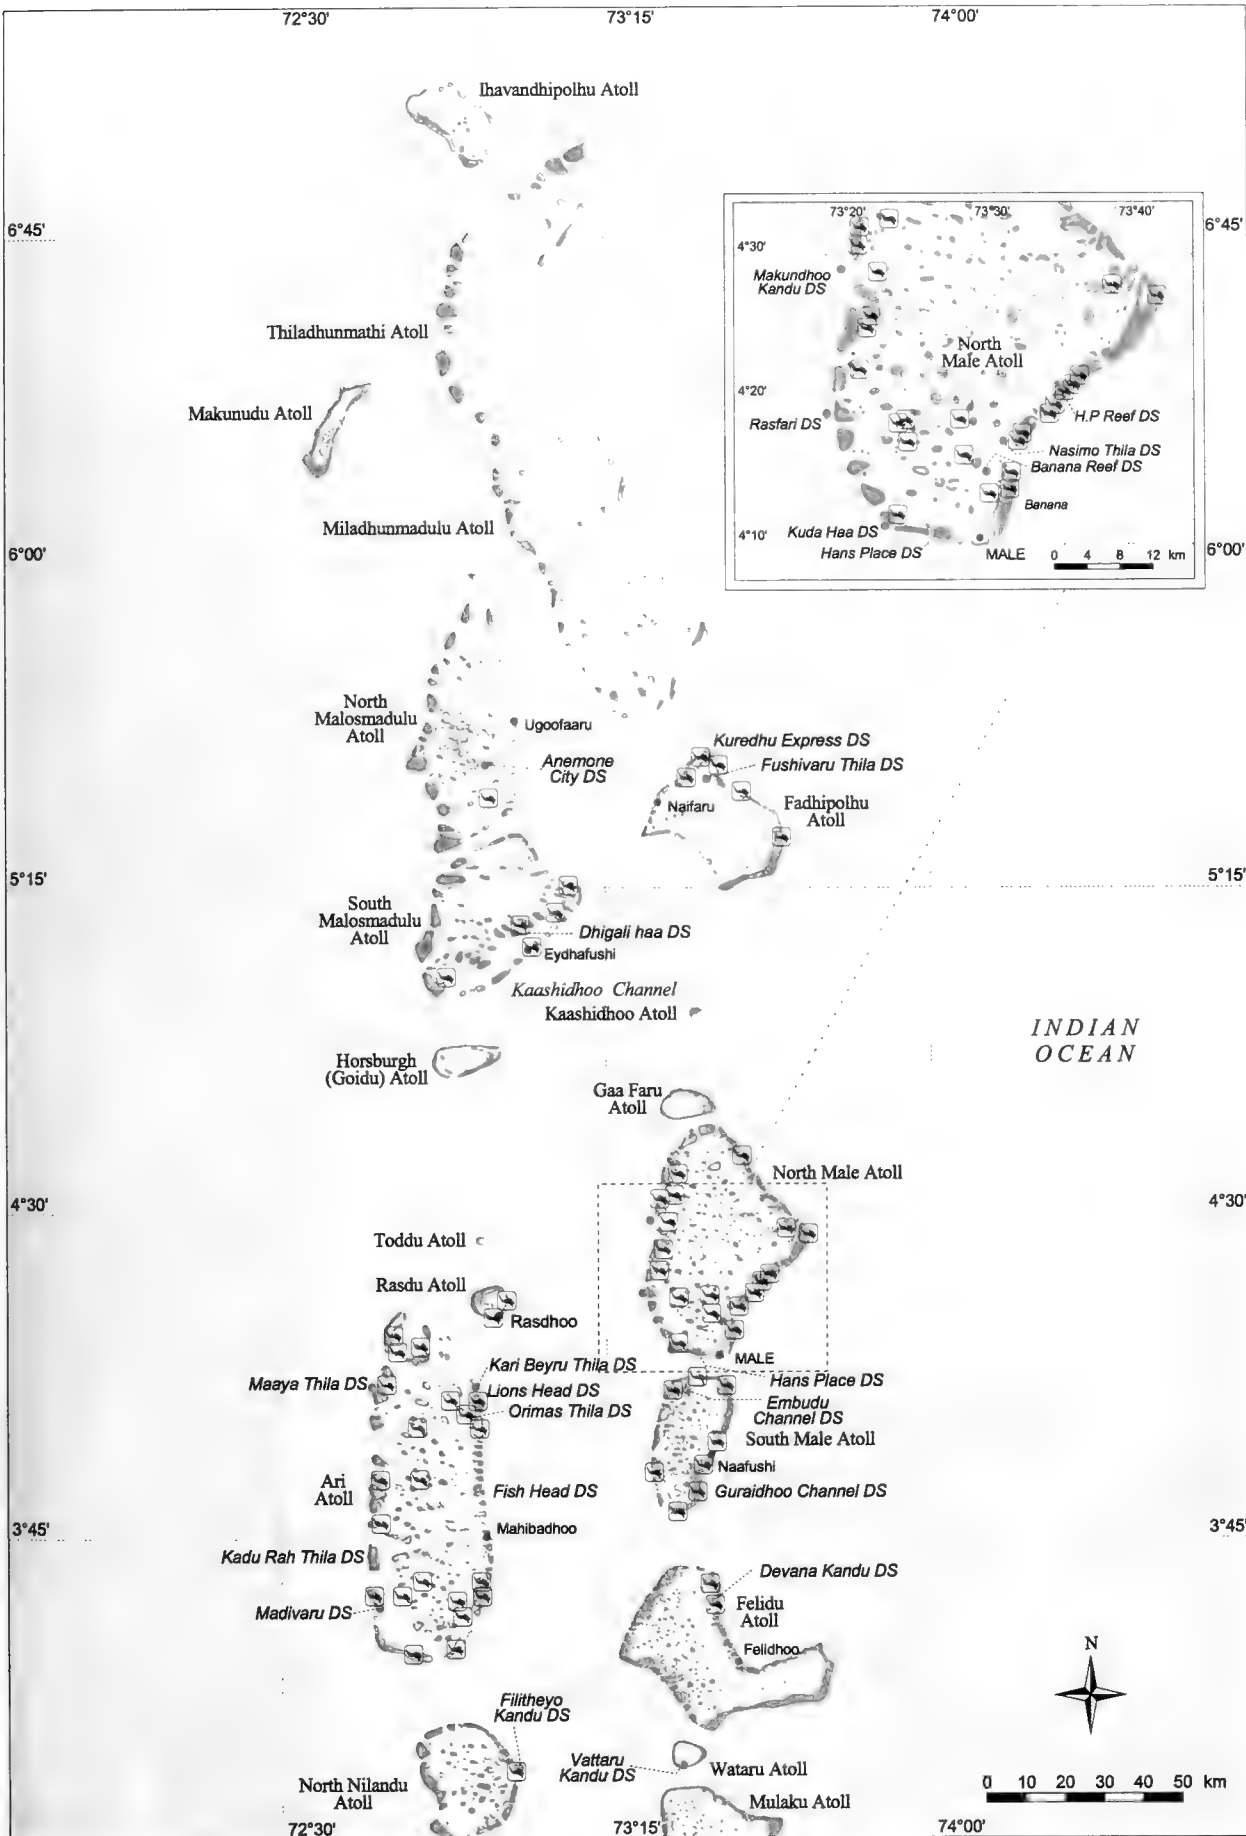 72°30'
73°15'
74°00'
Ihavandhipolhu Atoll
6°45'
6°45'
73°20'
73°30'
73°40'
4°30'
Makundhoo
Kandu DS
North
Male Atoll
4°20'
Rasfari DS
H.P Reef DS
Nasimo Thila DS
Banana Reef DS
Banana
Kuda Haa DS
4°10'
Hans Place DS
MALE
0 4 8 12 km
Thiladhunmathi Atoll
Makunudu Atoll
Miladhunmadulu Atoll
6°00'
6°00'
North
Malosmadulu
Atoll
Ugoofaaru
Anemone
City DS
Kuredhu Express DS
Fushivaru Thila DS
Naifaru
Fadhipolhu
Atoll
5°15'
5°15'
South
Malosmadulu
Atoll
Dhigali haa DS
Eydhafushi
Kaashidhoo Channel
Kaashidhoo Atoll
INDIAN
OCEAN
Horsburgh
(Goidu) Atoll
Gaa Faru
Atoll
North Male Atoll
4°30'
4°30'
Toddu Atoll
Rasdu Atoll
Rasdhoo
MALE
Kari Beyru Thila DS
Maaya Thila DS
Lions Head DS
Orimas Thila DS
Hans Place DS
Embudu
Channel DS
South Male Atoll
Naafushi
Ari
Atoll
Fish Head DS
Guraidhoo Channel DS
3°45'
Mahibadhoo
3°45'
Kadu Rah Thila DS
Devana Kandu DS
Madivaru DS
Felidu
Atoll
Felidhoo
N
Filitheyo
Kandu DS
Vattaru
Kandu DS
Wataru Atoll
North Nilandu
Atoll
Mulaku Atoll
0 10 20 30 40 50 km
72°30'
73°15'
74°00'